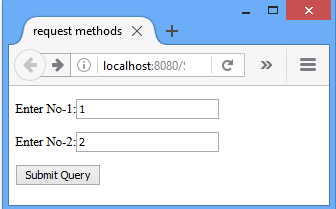 request methods
localhost:8080/S
Enter No-1: 1
Enter No-2: 2
Submit Query